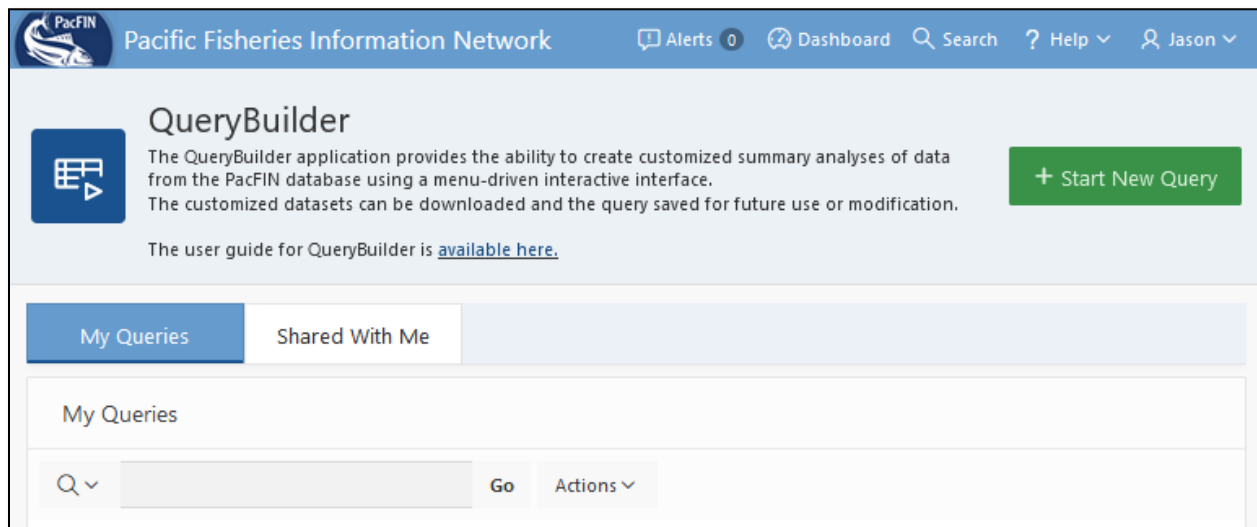 PacFIN
Pacific Fisheries Information Network
Alerts 0
Dashboard
Search
? Help
Jason
QueryBuilder
The QueryBuilder application provides the ability to create customized summary analyses of data
from the PacFIN database using a menu-driven interactive interface.
The customized datasets can be downloaded and the query saved for future use or modification.
The user guide for QueryBuilder is available here.
+ Start New Query
My Queries
Shared With Me
My Queries
Go
Actions